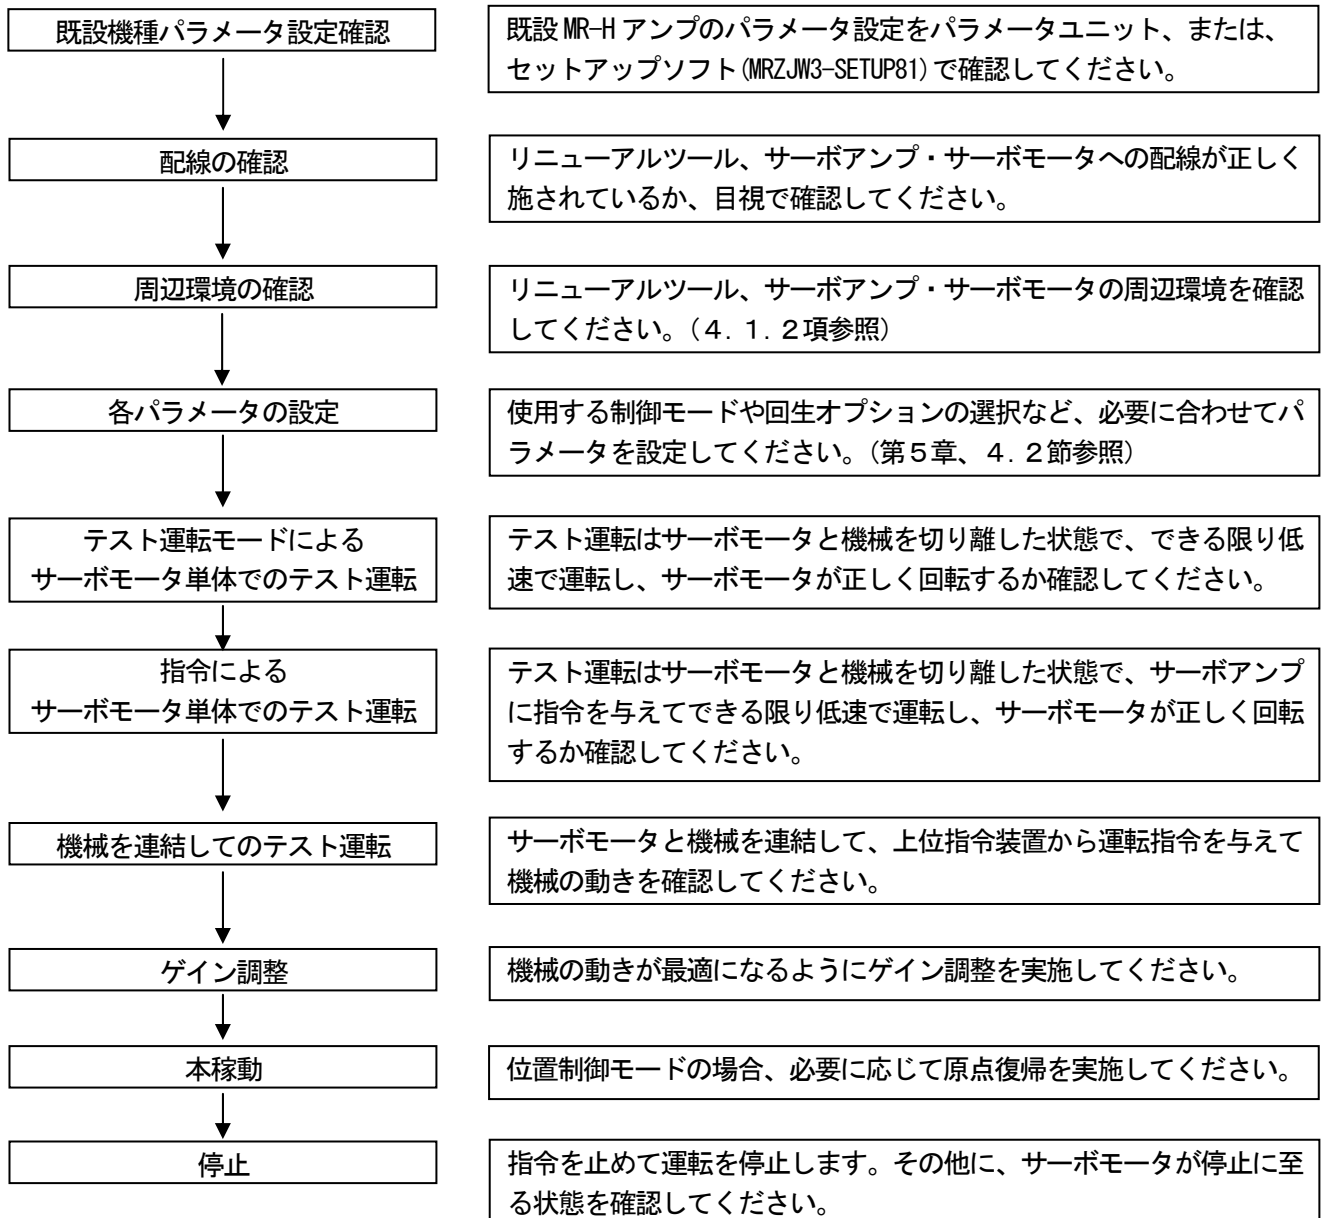 既設機種パラメータ設定確認
既設 MR-H アンプのパラメータ設定をパラメータユニット、または、
セットアップソフト(MRZJW3-SETUP81)で確認してください。
配線の確認
リニューアルツール、サーボアンプ・サーボモータへの配線が正しく
施されているか、目視で確認してください。
周辺環境の確認
リニューアルツール、サーボアンプ・サーボモータの周辺環境を確認
してください。(4.1.2項参照)
各パラメータの設定
使用する制御モードや回生オプションの選択など、必要に合わせてパ
ラメータを設定してください。(第5章、4.2節参照)
テスト運転モードによる
サーボモータ単体でのテスト運転
テスト運転はサーボモータと機械を切り離した状態で、できる限り低
速で運転し、サーボモータが正しく回転するか確認してください。
指令による
サーボモータ単体でのテスト運転
テスト運転はサーボモータと機械を切り離した状態で、サーボアンプ
に指令を与えてできる限り低速で運転し、サーボモータが正しく回転
するか確認してください。
機械を連結してのテスト運転
サーボモータと機械を連結して、上位指令装置から運転指令を与えて
機械の動きを確認してください。
ゲイン調整
機械の動きが最適になるようにゲイン調整を実施してください。
本稼動
位置制御モードの場合、必要に応じて原点復帰を実施してください。
停止
指令を止めて運転を停止します。その他に、サーボモータが停止に至
る状態を確認してください。